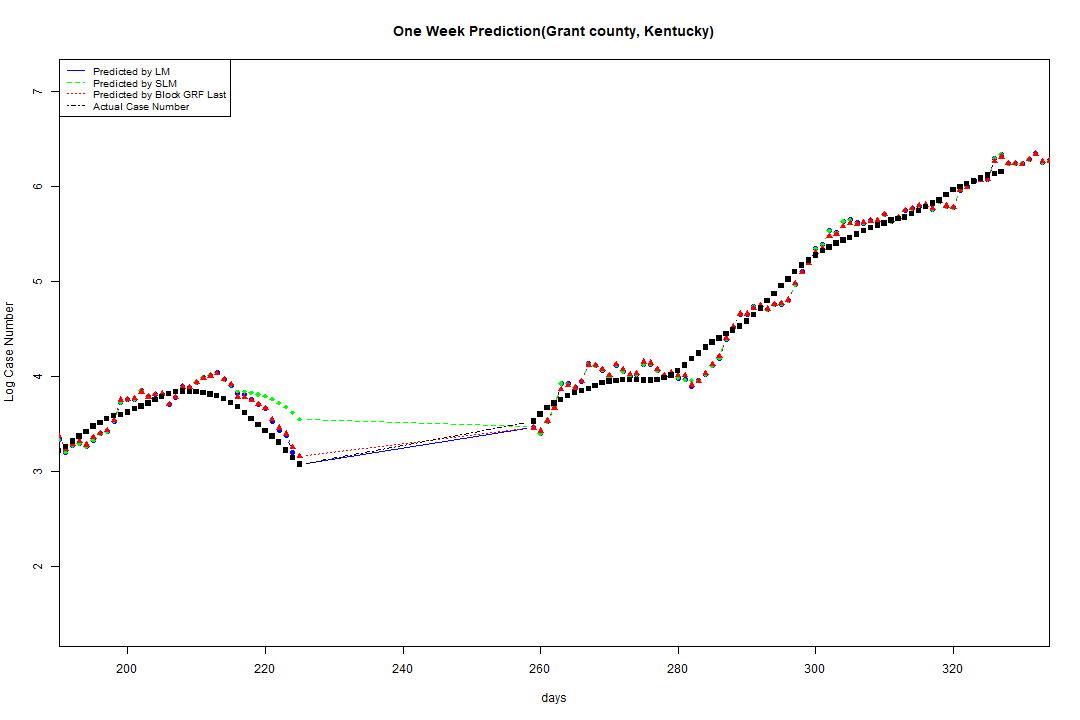 One Week Prediction(Grant county, Kentucky)
Predicted by LM
Predicted by SLM
Predicted by Block GRF Last
Actual Case Number
7
6
5
4
3
2
Log Case Number
200 220 240 260 280 300 320
days